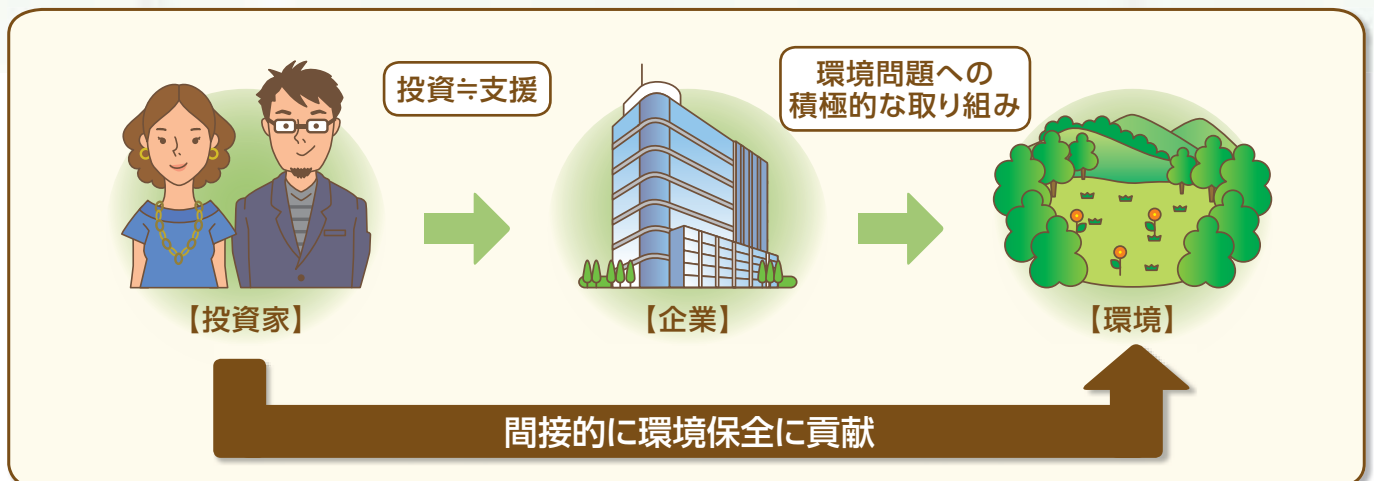 投資≒支援
環境問題への
積極的な取り組み
【投資家】
【企業】
【環境】
間接的に環境保全に貢献